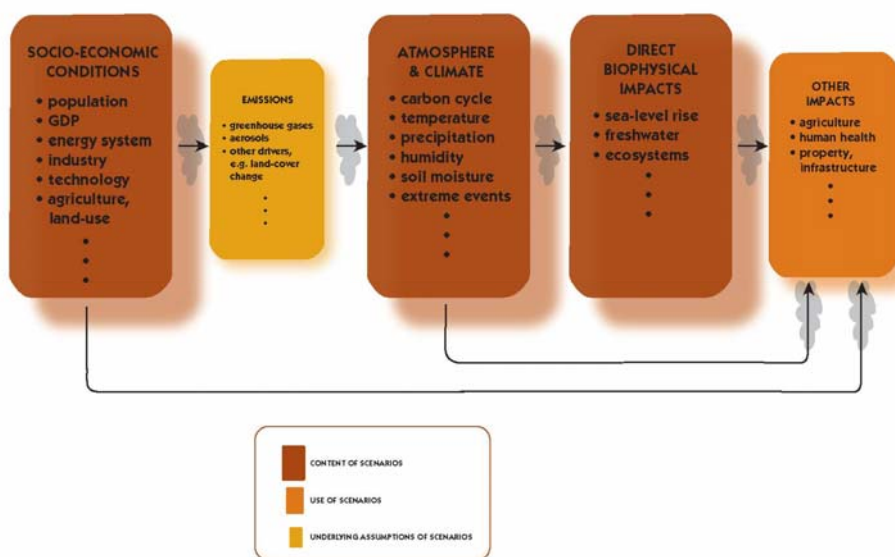 SOCIO-ECONOMIC
CONDITIONS
• population
• GDP
• energy system
• industry
• technology
• agriculture,
land-use
EMISSIONS
• greenhouse gases
• aerosols
• other drivers,
e.g. land-cover
change
ATMOSPHERE
& CLIMATE
• carbon cycle
• temperature
• precipitation
• humidity
• soil moisture
• extreme events
DIRECT
BIOPHYSICAL
IMPACTS
• sea-level rise
• freshwater
• ecosystems
OTHER
IMPACTS
• agriculture
• human health
• property,
infrastructure
CONTENT OF SCENARIOS
USE OF SCENARIOS
UNDERLYING ASSUMPTIONS OF SCENARIOS